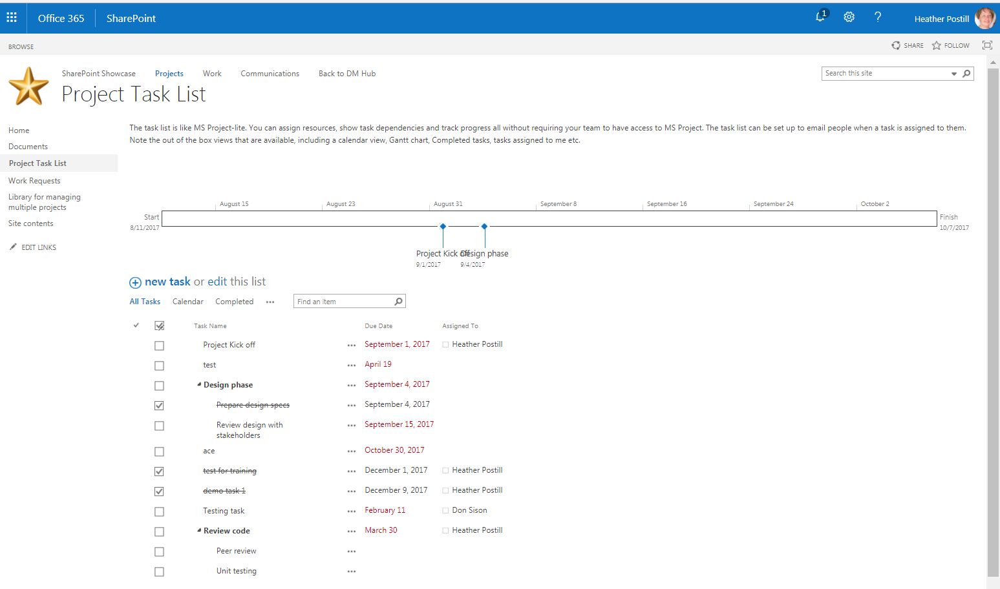 Office 365 SharePoint 1 ? Heather Postill
BROWSE SHARE FOLLOW
SharePoint Showcase Projects Work Communications Back to DM Hub Search this site
Project Task List
Home
Documents
Project Task List
Work Requests
Library for managing
multiple projects
Site contents
EDIT LINKS
The task list is like MS Project-lite. You can assign resources, show task dependencies and track progress all without requiring your team to have access to MS Project. The task list can be set up to email people when a task is assigned to them.
Note the out of the box views that are available, including a calendar view, Gantt chart, Completed tasks, tasks assigned to me etc.
August 15 August 23 August 31 September 8 September 16 September 24 October 2
Start Finish
8/11/2017 10/7/2017
Project Kick off Design phase
9/1/2017 9/4/2017
new task or edit this list
All Tasks Calendar Completed ••• Find an item
Task Name Due Date Assigned To
Project Kick off ••• September 1, 2017 Heather Postill
test ••• April 19
Design phase ••• September 4, 2017
Prepare design specs ••• September 4, 2017
Review design with ••• September 15, 2017
stakeholders
ace ••• October 30, 2017
test for training ••• December 1, 2017 Heather Postill
demo task 1 ••• December 9, 2017 Heather Postill
Testing task ••• February 11 Don Sison
Review code ••• March 30 Heather Postill
Peer review •••
Unit testing •••